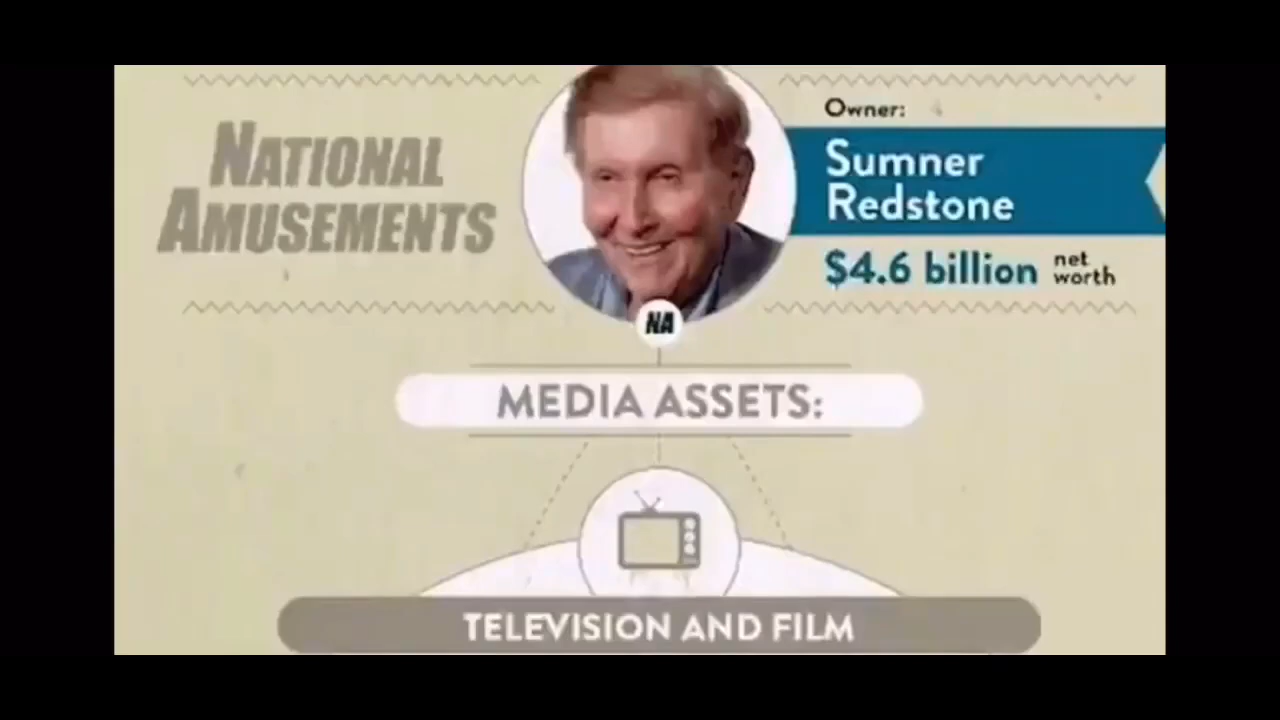 NATIONAL
AMUSEMENTS
Owner:
Sumner
Redstone
$4.6 billion net worth
NA
MEDIA ASSETS:
TELEVISION AND FILM